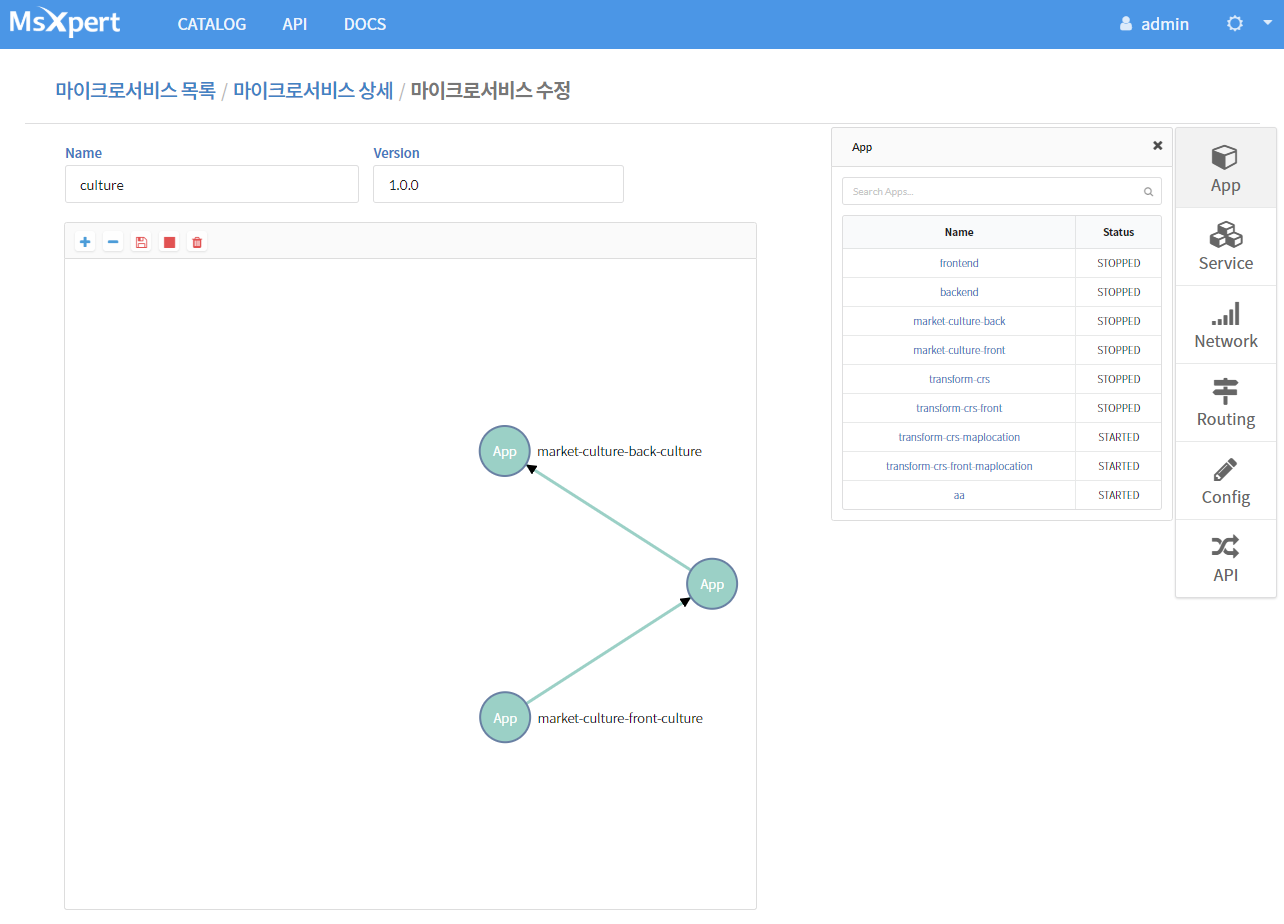 MsXpert CATALOG API DOCS admin
마이크로서비스 목록 / 마이크로서비스 상세 / 마이크로서비스 수정
Name Version
culture 1.0.0
App market-culture-back-culture
App
App market-culture-front-culture
App
Search Apps...
Name Status
frontend STOPPED
backend STOPPED
market-culture-back STOPPED
market-culture-front STOPPED
transform-crs STOPPED
transform-crs-front STOPPED
transform-crs-maplocation STARTED
transform-crs-front-maplocation STARTED
aa STARTED
App
Service
Network
Routing
Config
API